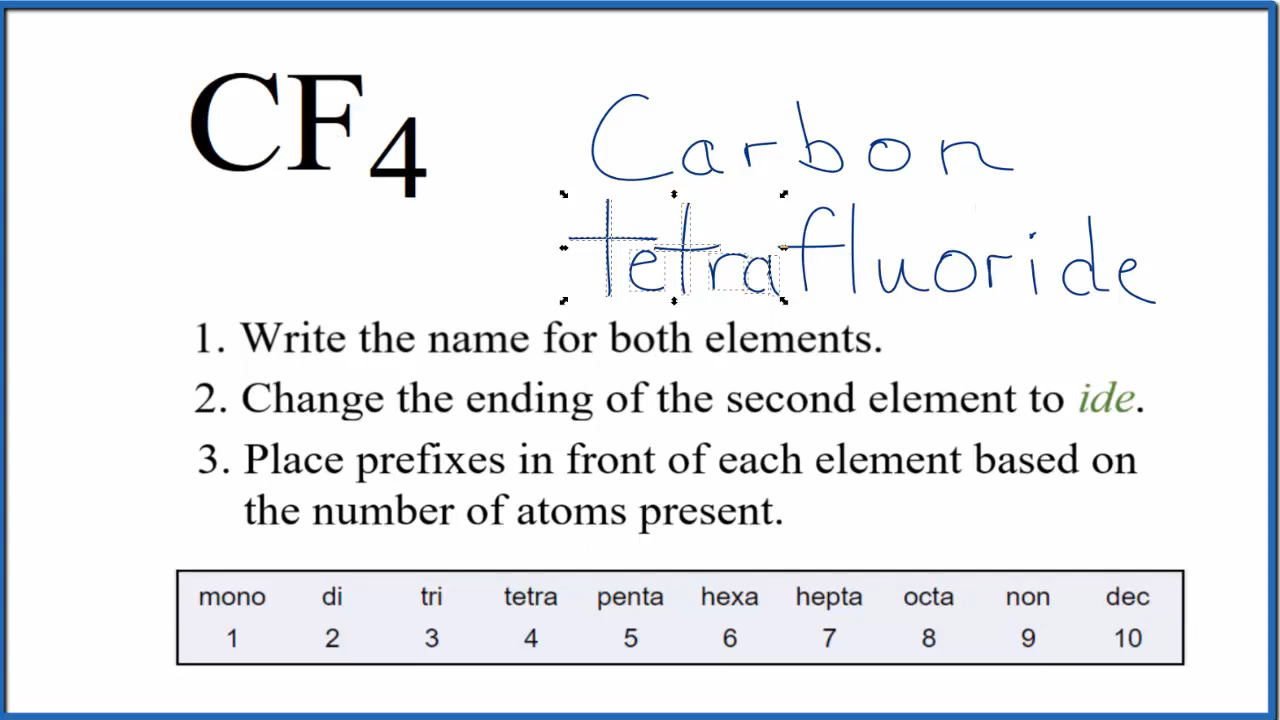 CF4
Carbon
tetrafluoride
1. Write the name for both elements.
2. Change the ending of the second element to ide.
3. Place prefixes in front of each element based on
the number of atoms present.
mono di tri tetra penta hexa hepta octa non dec
1 2 3 4 5 6 7 8 9 10